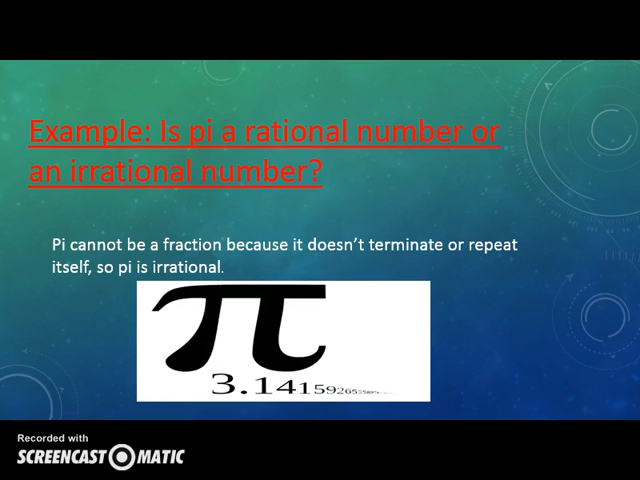 Example: Is pi a rational number or
an irrational number?
Pi cannot be a fraction because it doesn't terminate or repeat
itself, so pi is irrational.
π
3.14159265
Recorded with
SCREENCAST MATIC